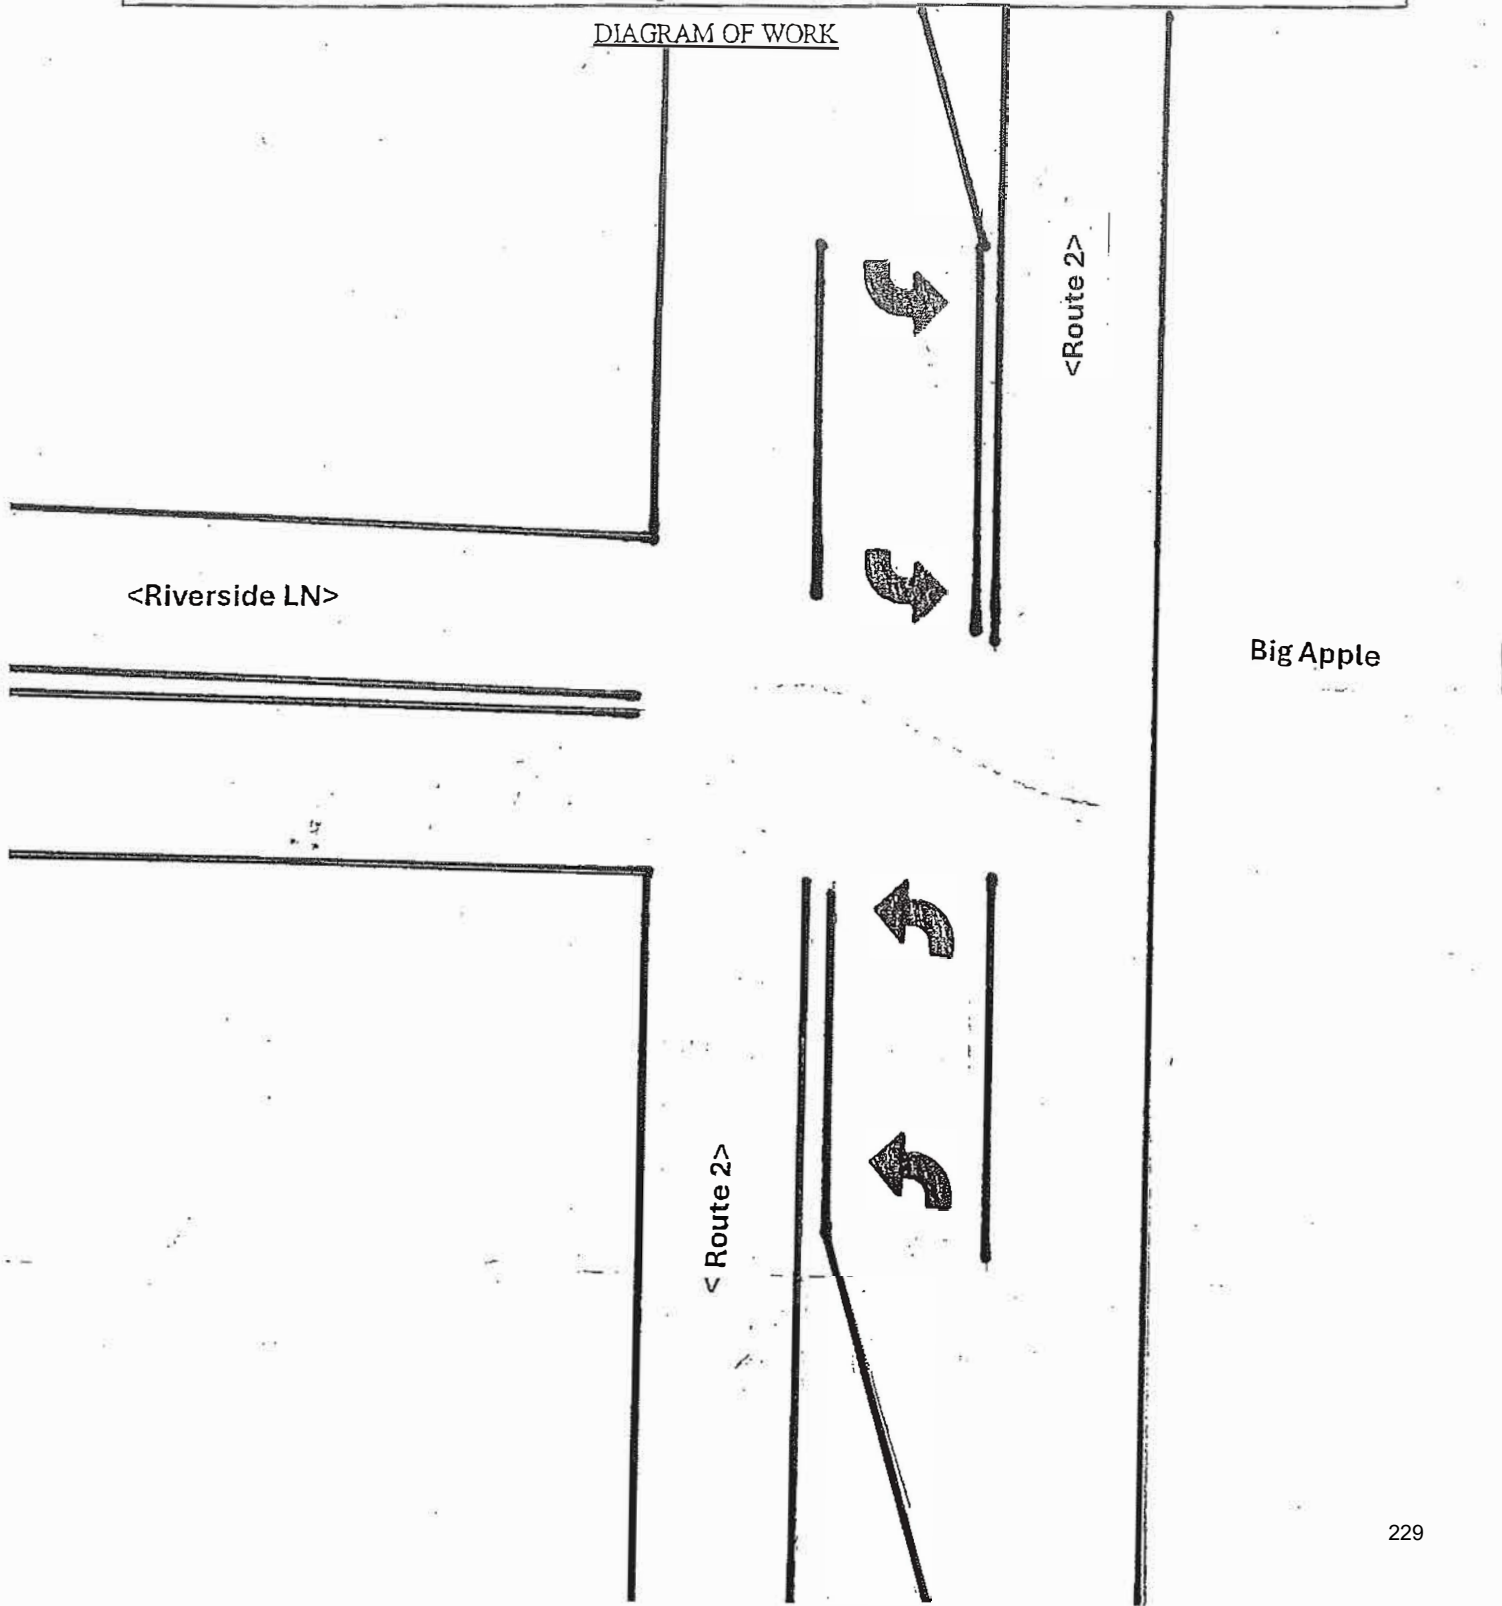 DIAGRAM OF WORK
<Route 2>
<Riverside LN>
Big Apple
< Route 2>
229